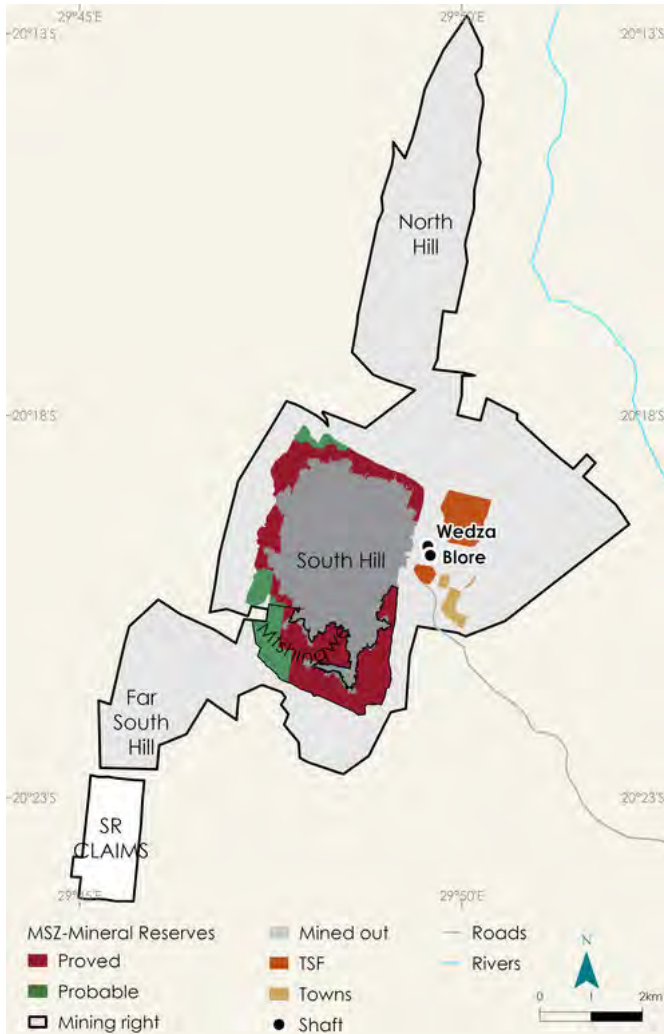 29°45'E
29°50'E
20°13'S
20°13'S
North
Hill
20°18'S
20°18'S
Wedza
Blore
South Hill
Mishingwe
Far
South
Hill
20°23'S
20°23'S
SR
CLAIMS
29°45'E
29°50'E
MSZ-Mineral Reserves
Proved
Probable
Mining right
Mined out
TSF
Towns
Shaft
Roads
Rivers
N
0 1 2km